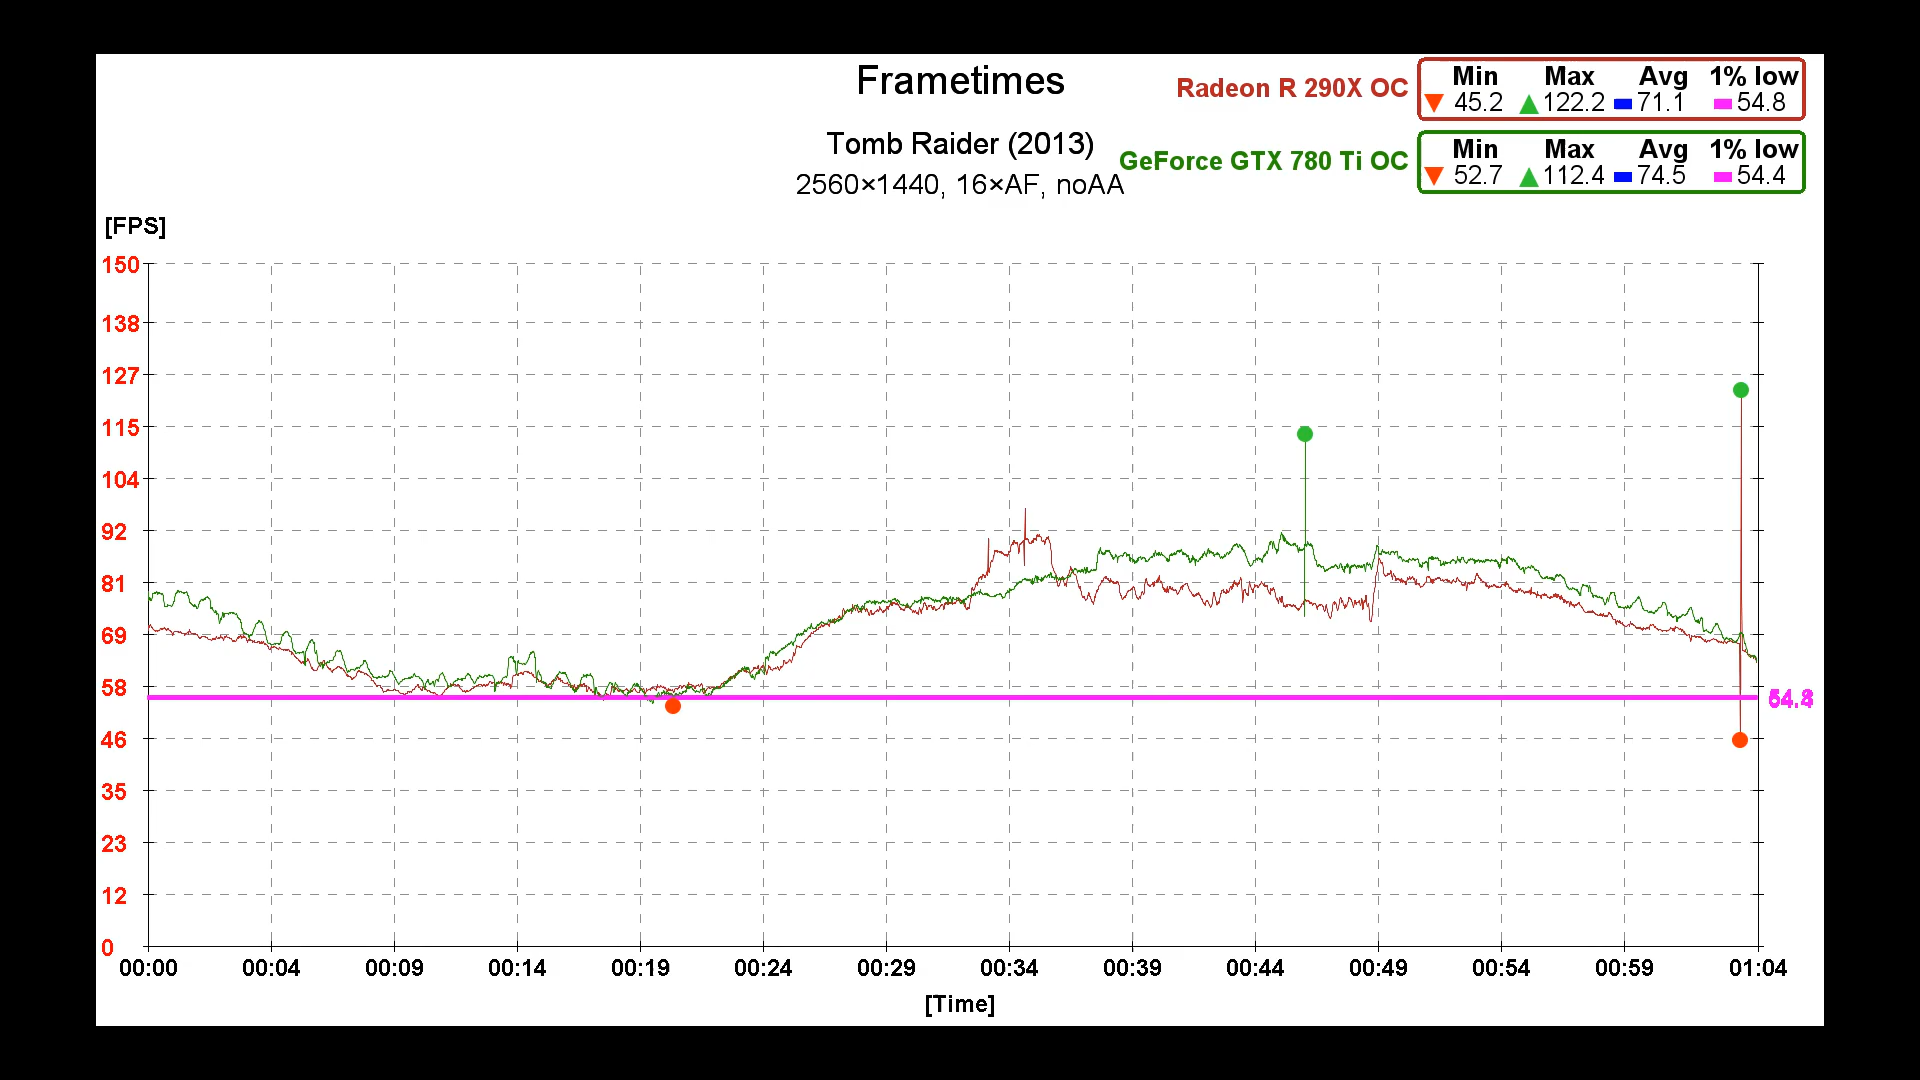 Frametimes
Tomb Raider (2013)
2560×1440, 16×AF, noAA
Radeon R 290X OC
Min Max Avg 1% low
45.2 122.2 71.1 54.8
GeForce GTX 780 Ti OC
Min Max Avg 1% low
52.7 112.4 74.5 54.4
[FPS]
150
138
127
115
104
92
81
69
58
46
35
23
12
0
00:00 00:04 00:09 00:14 00:19 00:24 00:29 00:34 00:39 00:44 00:49 00:54 00:59 01:04
[Time]